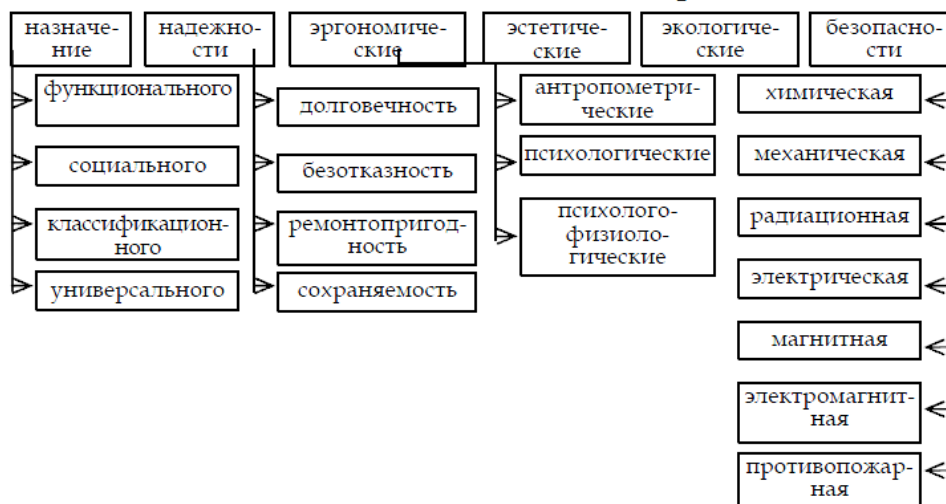 назначе-
ние
надежно-
сти
эргономиче-
ские
эстетиче-
ские
экологиче-
ские
безопасно-
сти
функционального
социального
классификацион-
ного
универсального
долговечность
безотказность
ремонтопригод-
ность
сохраняемость
антропометри-
ческие
психологические
психолого-
физиоло-
гические
химическая
механическая
радиационная
электрическая
магнитная
электромагнит-
ная
противопожар-
ная